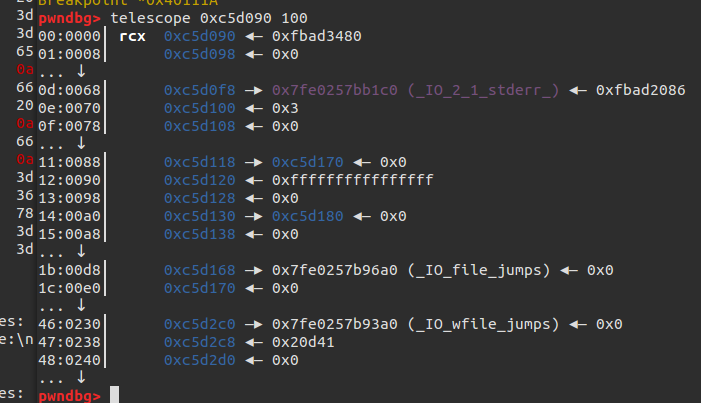 Breakpoint *0x40111A
pwndbg> telescope 0xc5d090 100
00:0000│ rcx 0xc5d090 ◂— 0xfbad3480
01:0008│ 0xc5d098 ◂— 0x0
... ↓
0d:0068│ 0xc5d0f8 —▸ 0x7fe0257bb1c0 (_IO_2_1_stderr_) ◂— 0xfbad2086
0e:0070│ 0xc5d100 ◂— 0x3
0f:0078│ 0xc5d108 ◂— 0x0
... ↓
11:0088│ 0xc5d118 —▸ 0xc5d170 ◂— 0x0
12:0090│ 0xc5d120 ◂— 0xffffffffffffffff
13:0098│ 0xc5d128 ◂— 0x0
14:00a0│ 0xc5d130 —▸ 0xc5d180 ◂— 0x0
15:00a8│ 0xc5d138 ◂— 0x0
... ↓
1b:00d8│ 0xc5d168 —▸ 0x7fe0257b96a0 (_IO_file_jumps) ◂— 0x0
1c:00e0│ 0xc5d170 ◂— 0x0
... ↓
46:0230│ 0xc5d2c0 —▸ 0x7fe0257b93a0 (_IO_wfile_jumps) ◂— 0x0
47:0238│ 0xc5d2c8 ◂— 0x20d41
48:0240│ 0xc5d2d0 ◂— 0x0
... ↓
pwndbg>
3d
3d
65
0a
66
20
0a
66
0a
3d
36
78
3d
3d
es:
e:\n
es: